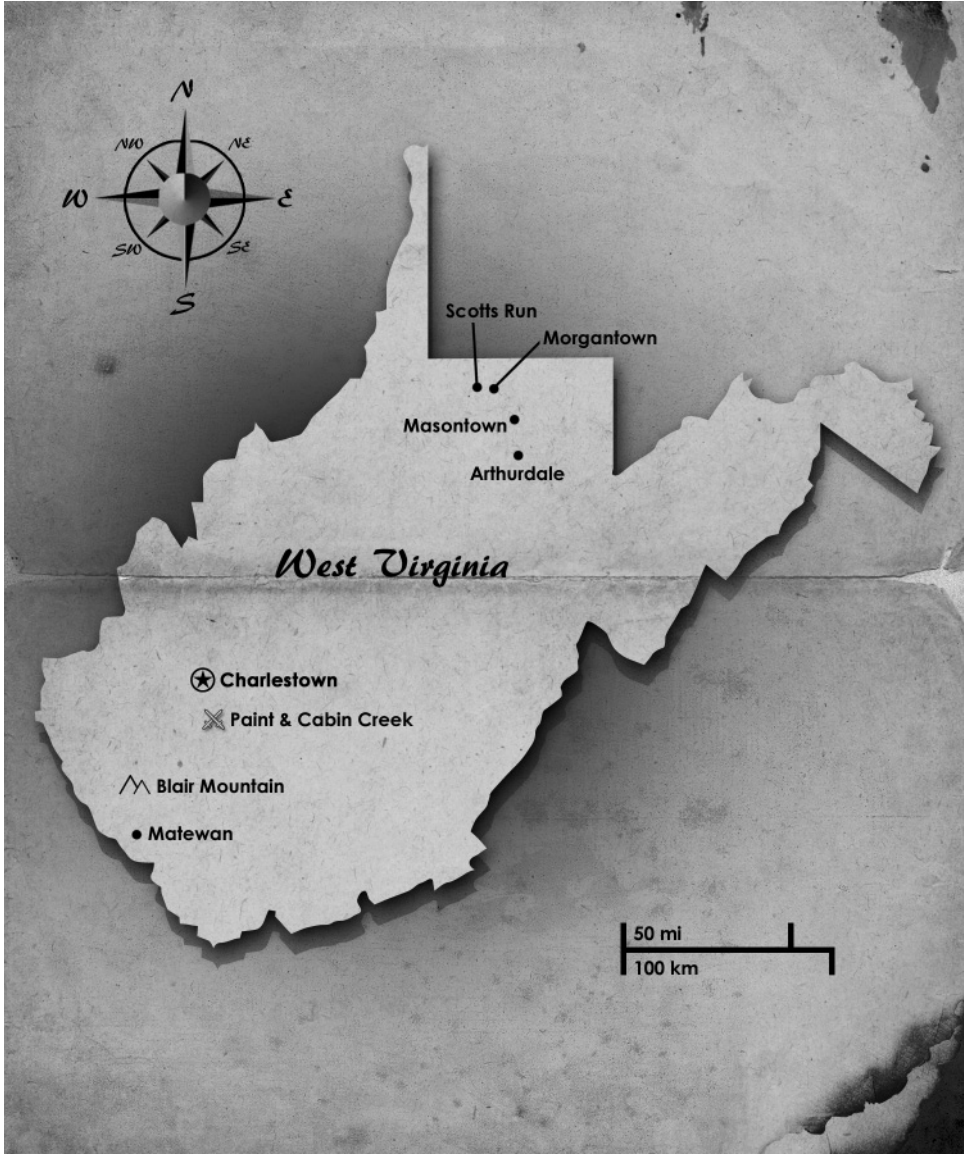 N
NW
NE
W
E
SW
SE
S
Scotts Run
Morgantown
Masontown
Arthurdale
West Virginia
Charlestown
Paint & Cabin Creek
Blair Mountain
Matewan
50 mi
100 km